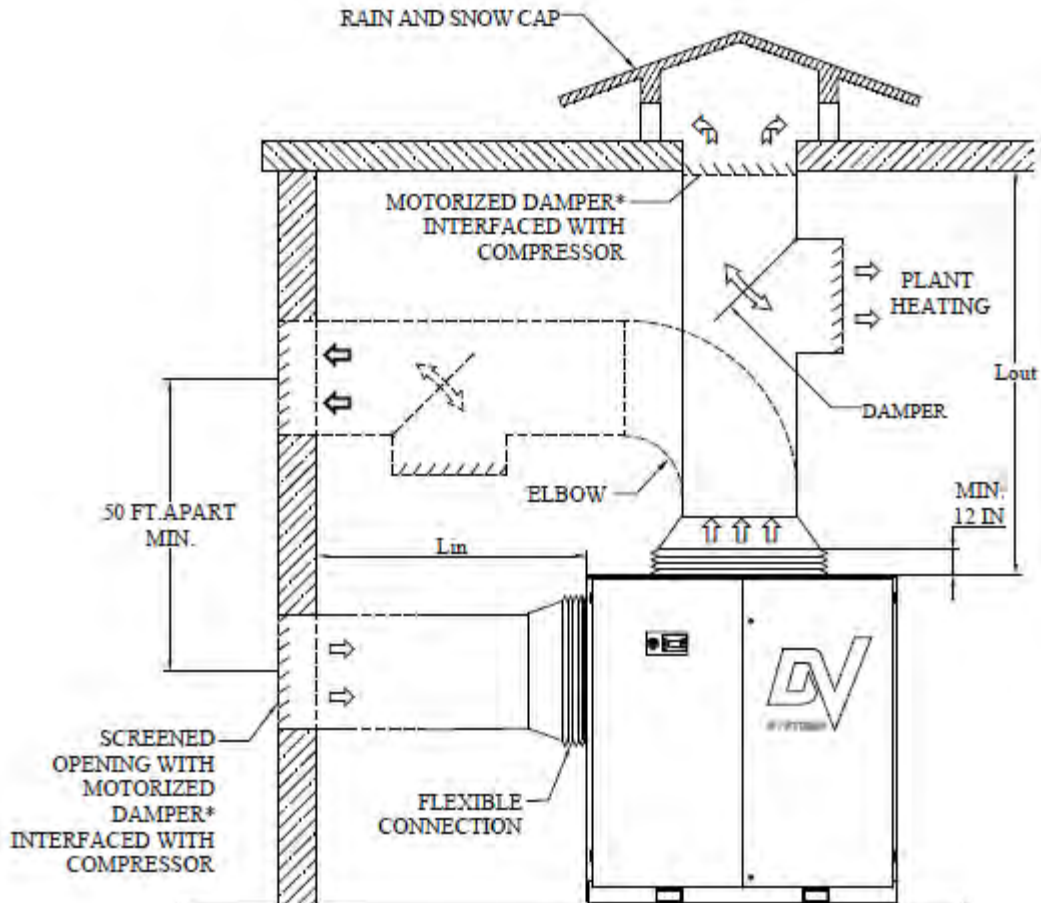 RAIN AND SNOW CAP
MOTORIZED DAMPER*
INTERFACED WITH
COMPRESSOR
PLANT
HEATING
Lout
DAMPER
ELBOW
MIN.
12 IN
50 FT.APART
MIN.
Lin
DV
SCREENED
OPENING WITH
MOTORIZED
DAMPER*
INTERFACED WITH
COMPRESSOR
FLEXIBLE
CONNECTION